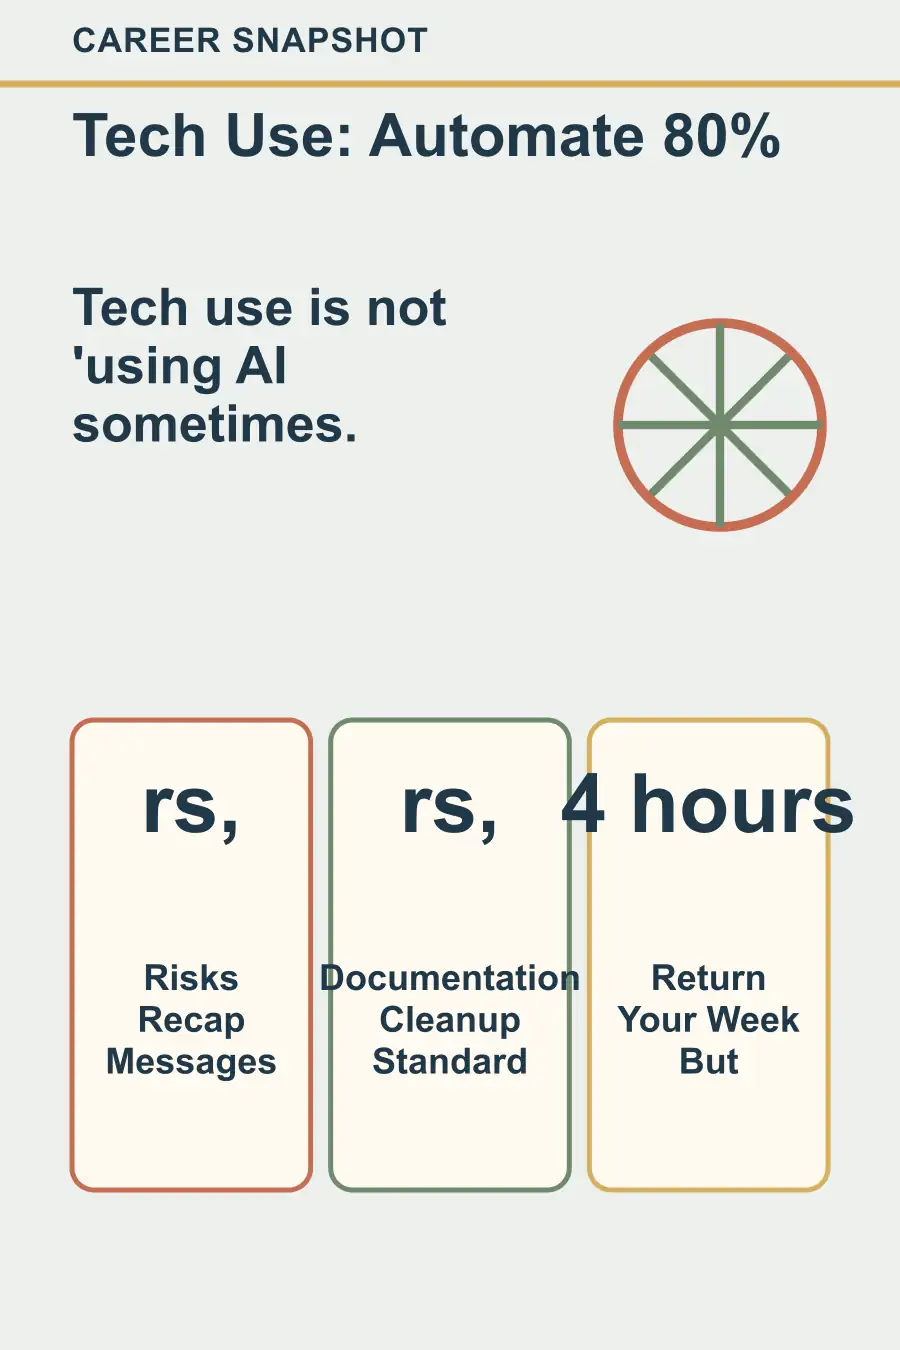 CAREER SNAPSHOT
Tech Use: Automate 80%
Tech use is not
'using AI
sometimes.
rs,
Risks
Recap
Messages
rs,
Documentation
Cleanup
Standard
4 hours
Return
Your Week
But